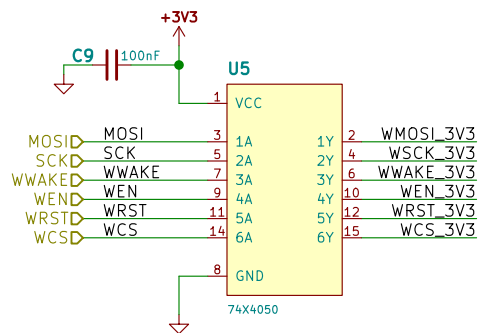 +3V3
C9 100nF
U5
1 VCC
MOSI MOSI 3 1A 1Y 2 WMOSI_3V3
SCK SCK 5 2A 2Y 4 WSCK_3V3
WWAKE WWAKE 7 3A 3Y 6 WWAKE_3V3
WEN WEN 9 4A 4Y 10 WEN_3V3
WRST WRST 11 5A 5Y 12 WRST_3V3
WCS WCS 14 6A 6Y 15 WCS_3V3
8 GND
74X4050